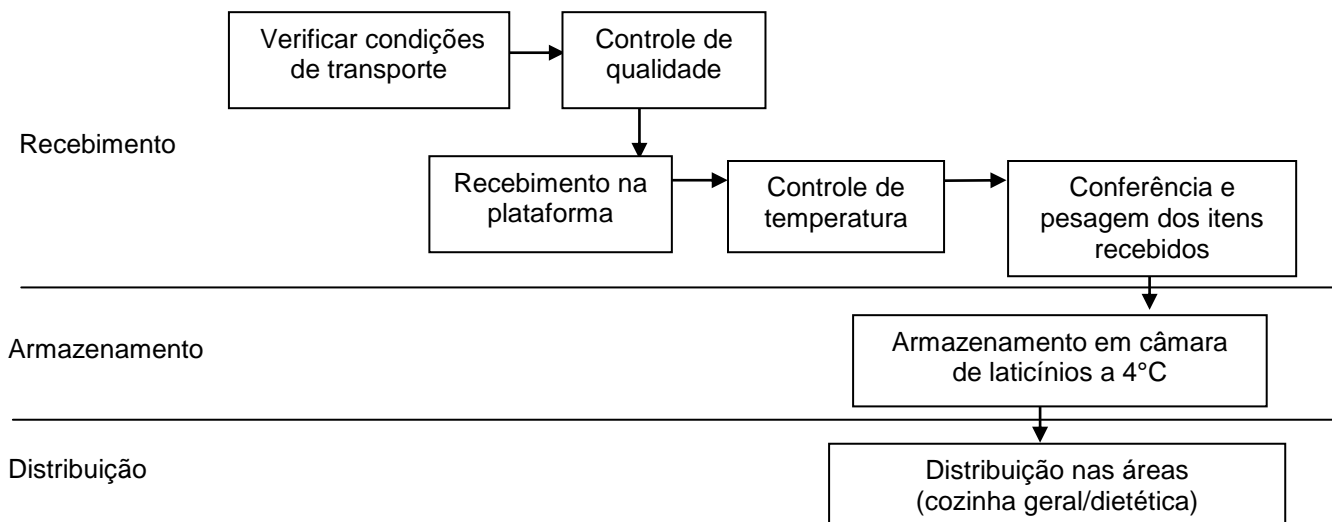 Verificar condições
de transporte
Controle de
qualidade
Recebimento
Recebimento na
plataforma
Controle de
temperatura
Conferência e
pesagem dos itens
recebidos
Armazenamento
Armazenamento em câmara
de laticínios a 4°C
Distribuição
Distribuição nas áreas
(cozinha geral/dietética)